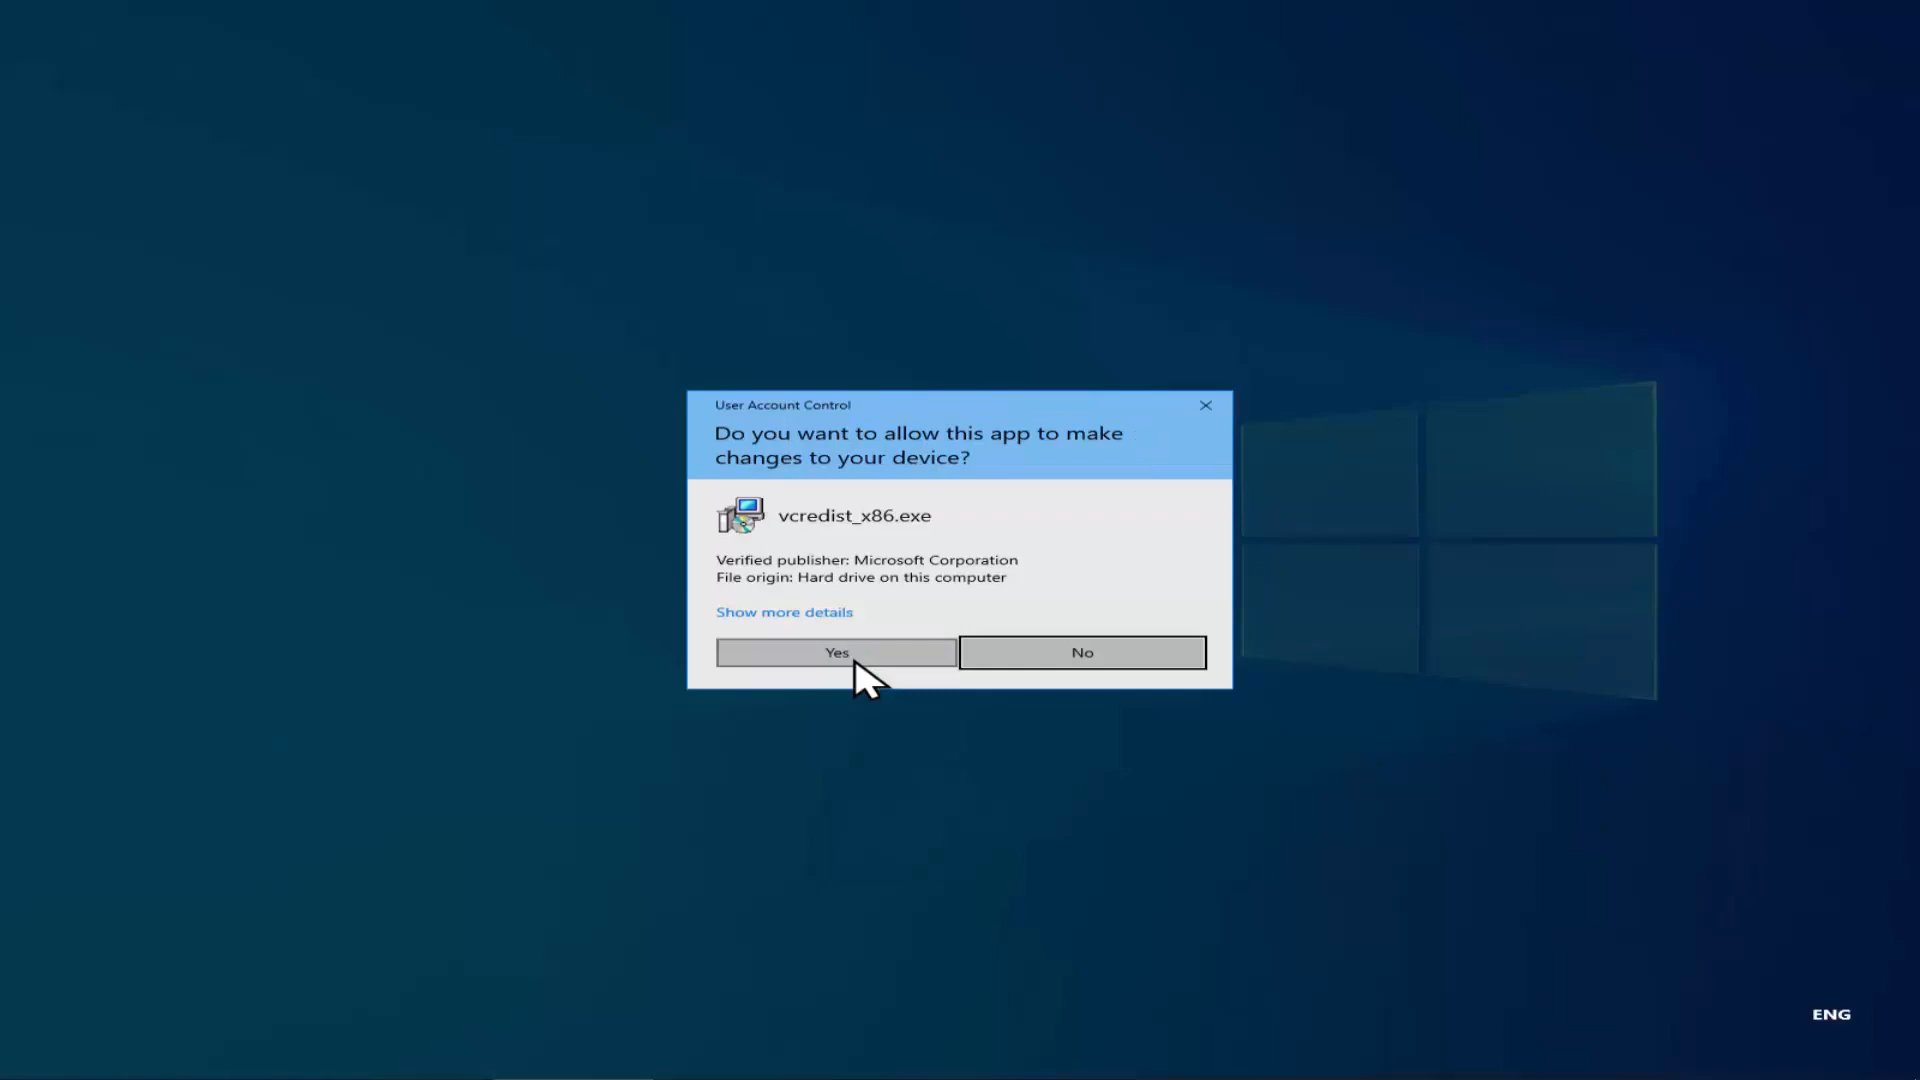 User Account Control
Do you want to allow this app to make
changes to your device?
vcredist_x86.exe
Verified publisher: Microsoft Corporation
File origin: Hard drive on this computer
Show more details
Yes
No
ENG